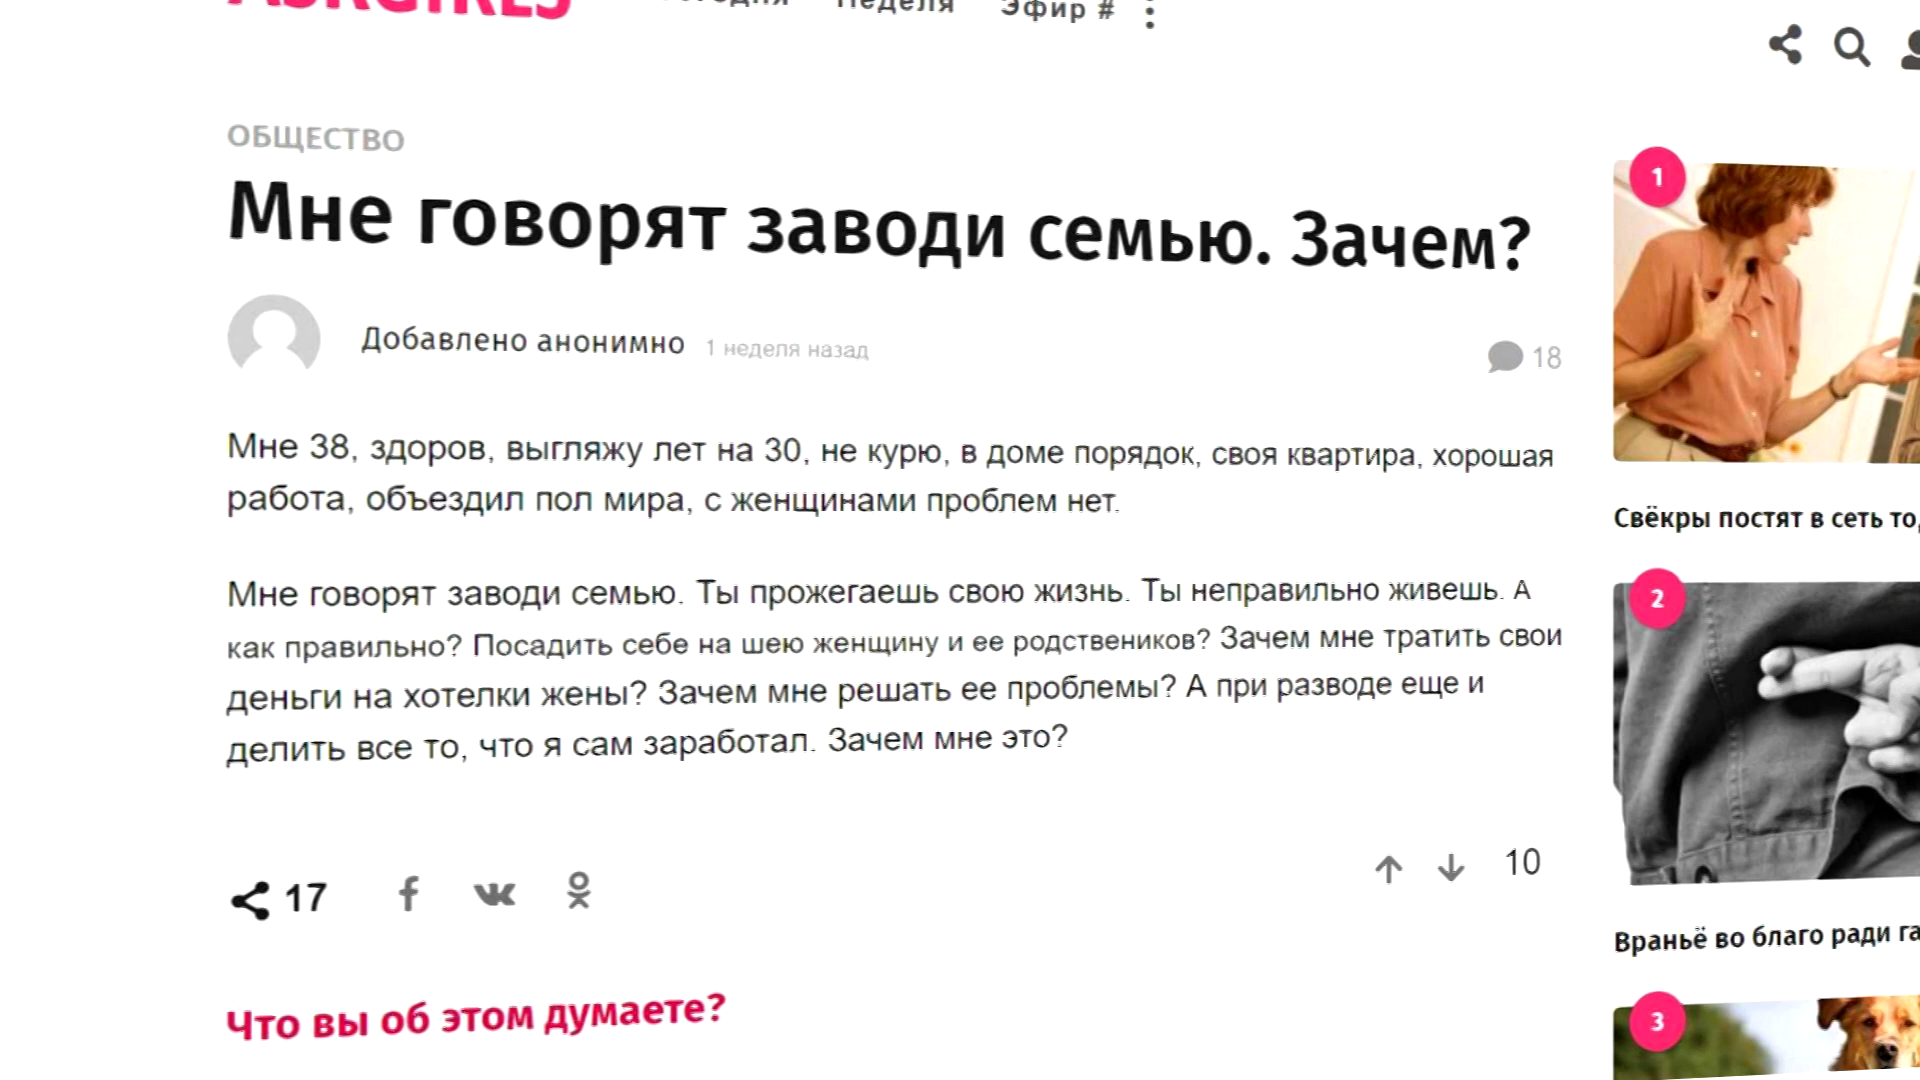 Неделя
Эфир #
ОБЩЕСТВО
Мне говорят заводи семью. Зачем?
Добавлено анонимно 1 неделя назад
18
Мне 38, здоров, выгляжу лет на 30, не курю, в доме порядок, своя квартира, хорошая
работа, объездил пол мира, с женщинами проблем нет.
Мне говорят заводи семью. Ты прожегаешь свою жизнь. Ты неправильно живешь. А
как правильно? Посадить себе на шею женщину и ее родствеников? Зачем мне тратить свои
деньги на хотелки жены? Зачем мне решать ее проблемы? А при разводе еще и
делить все то, что я сам заработал. Зачем мне это?
17
10
Что вы об этом думаете?
1
Свёкры постят в сеть
2
Враньё во благо ради
3